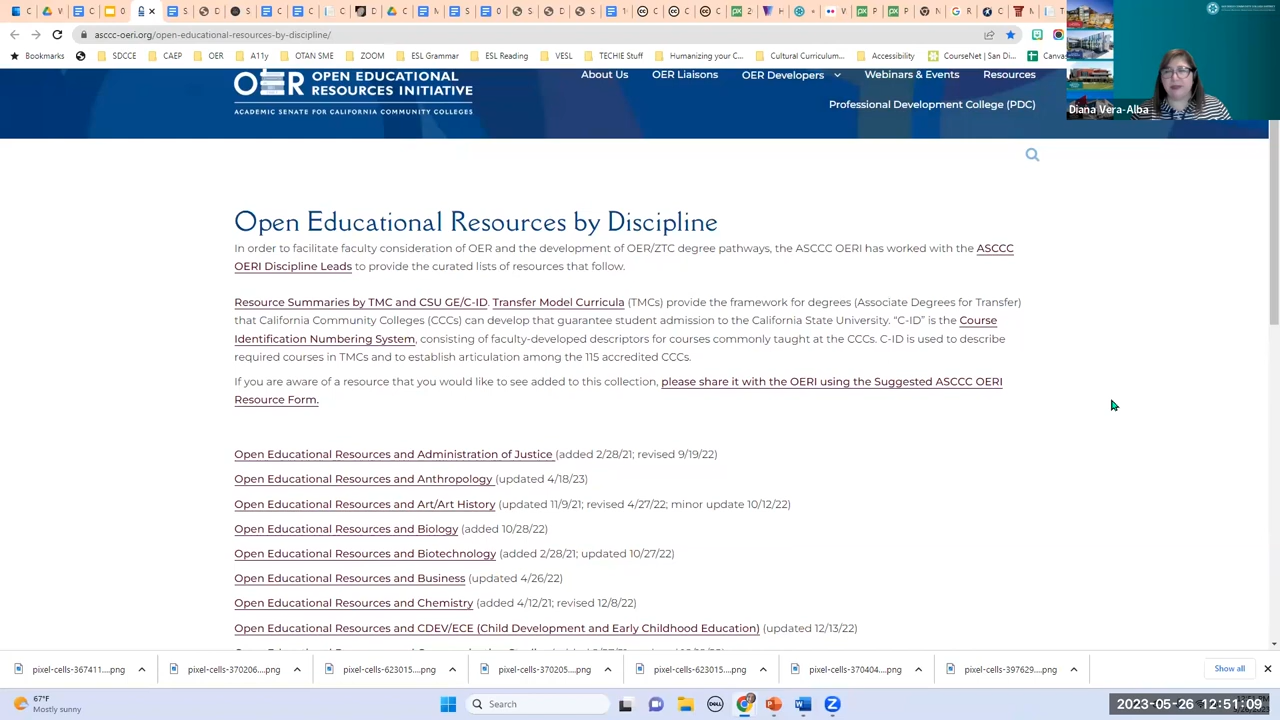 asccc-oeri.org/open-educational-resources-by-discipline/
Bookmarks SDCCE CAEP OER A11y OTAN SME ESL Grammar ESL Reading VESL TECHIE SHIT Humanizing your C... Cultural Curriculum... Accessibility CourseNet | San Di... Canvas
OER OPEN EDUCATIONAL
RESOURCES INITIATIVE
ACADEMIC SENATE FOR CALIFORNIA COMMUNITY COLLEGES
About Us OER Liaisons OER Developers Webinars & Events Resources
Professional Development College (PDC)
Diana Vera-Alba
Open Educational Resources by Discipline
In order to facilitate faculty consideration of OER and the development of OER/ZTC degree pathways, the ASCCC OERI has worked with the ASCCC
OERI Discipline Leads to provide the curated lists of resources that follow.
Resource Summaries by TMC and CSU GE/C-ID. Transfer Model Curricula (TMCs) provide the framework for degrees (Associate Degrees for Transfer)
that California Community Colleges (CCCs) can develop that guarantee student admission to the California State University. “C-ID” is the Course
Identification Numbering System, consisting of faculty-developed descriptors for courses commonly taught at the CCCs. C-ID is used to describe
required courses in TMCs and to establish articulation among the 115 accredited CCCs.
If you are aware of a resource that you would like to see added to this collection, please share it with the OERI using the Suggested ASCCC OERI
Resource Form.
Open Educational Resources and Administration of Justice (added 2/28/21; revised 9/19/22)
Open Educational Resources and Anthropology (updated 4/18/23)
Open Educational Resources and Art/Art History (updated 11/9/21; revised 4/27/22; minor update 10/12/22)
Open Educational Resources and Biology (added 10/28/22)
Open Educational Resources and Biotechnology (added 2/28/21; updated 10/27/22)
Open Educational Resources and Business (updated 4/26/22)
Open Educational Resources and Chemistry (added 4/12/21; revised 12/8/22)
Open Educational Resources and CDEV/ECE (Child Development and Early Childhood Education) (updated 12/13/22)
pixel-cells-367411....png pixel-cells-370206....png pixel-cells-623015....png pixel-cells-370205....png pixel-cells-623015....png pixel-cells-370404....png pixel-cells-397629....png Show all
67°F
Mostly sunny
Search
DELL
2023-05-26 12:51:09